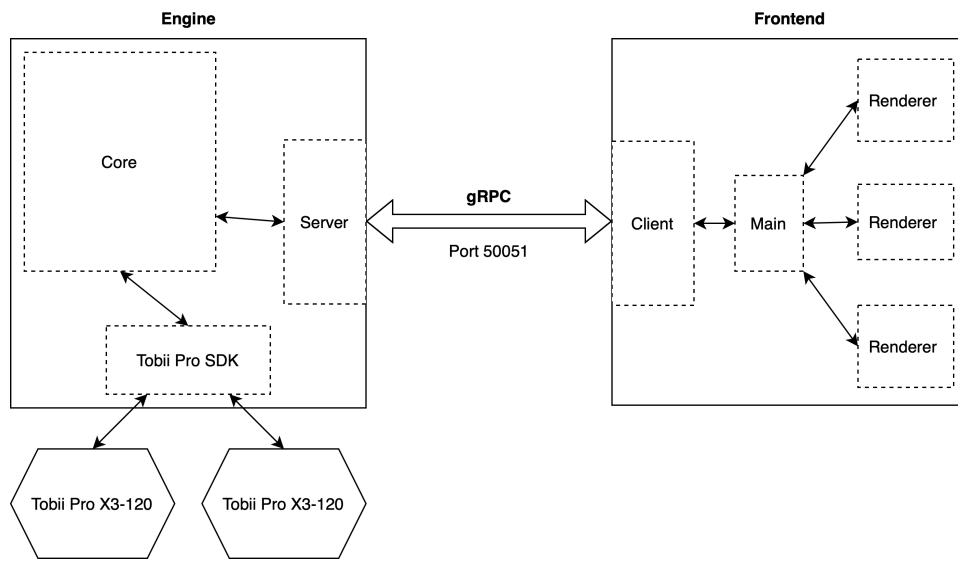 Engine
Frontend
Core
Server
gRPC
Port 50051
Client
Main
Renderer
Renderer
Renderer
Tobii Pro SDK
Tobii Pro X3-120
Tobii Pro X3-120